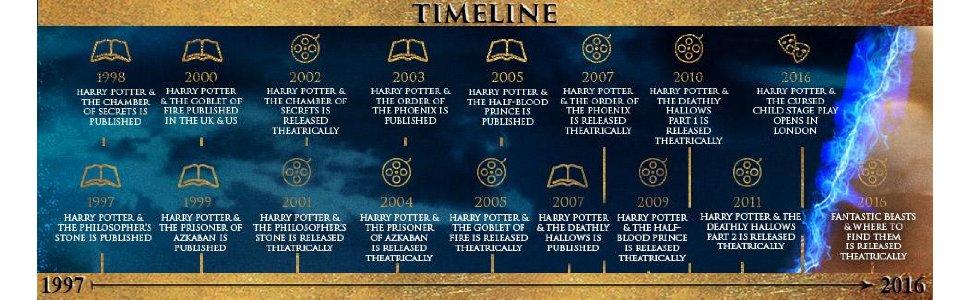 TIMELINE
1998
HARRY POTTER &
THE CHAMBER
OF SECRETS IS
PUBLISHED
2000
HARRY POTTER
& THE GOBLET OF
FIRE PUBLISHED
IN THE UK & US
2002
HARRY POTTER &
THE CHAMBER OF
SECRETS IS
RELEASED
THEATRICALLY
2003
HARRY POTTER &
THE ORDER OF
THE PHOENIX IS
PUBLISHED
2005
HARRY POTTER &
THE HALF-BLOOD
PRINCE IS
PUBLISHED
2007
HARRY POTTER
& THE ORDER OF
THE PHOENIX
IS RELEASED
THEATRICALLY
2010
HARRY POTTER &
THE DEATHLY
HALLOWS
PART 1 IS
RELEASED
THEATRICALLY
2016
HARRY POTTER &
THE CURSED
CHILD STAGE PLAY
OPENS IN
LONDON
1997
HARRY POTTER &
THE PHILOSOPHER'S
STONE IS PUBLISHED
1999
HARRY POTTER &
THE PRISONER OF
AZKABAN IS
PUBLISHED
2001
HARRY POTTER &
THE PHILOSOPHER'S
STONE IS RELEASED
THEATRICALLY
2004
HARRY POTTER &
THE PRISONER
OF AZKABAN
IS RELEASED
THEATRICALLY
2005
HARRY POTTER &
THE GOBLET OF
FIRE IS RELEASED
THEATRICALLY
2007
HARRY POTTER
& THE DEATHLY
HALLOWS IS
PUBLISHED
2009
HARRY POTTER
& THE HALF-
BLOOD PRINCE
IS RELEASED
THEATRICALLY
2011
HARRY POTTER & THE
DEATHLY HALLOWS
PART 2 IS RELEASED
THEATRICALLY
2016
FANTASTIC BEASTS
& WHERE TO
FIND THEM
IS RELEASED
THEATRICALLY
1997
2016